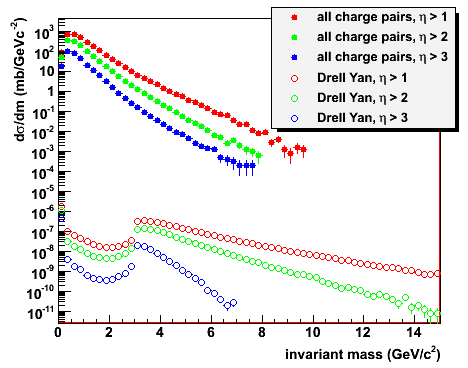 all charge pairs, η > 1
all charge pairs, η > 2
all charge pairs, η > 3
Drell Yan, η > 1
Drell Yan, η > 2
Drell Yan, η > 3
dσ/dm (mb/GeVc⁻²)
10³
10²
10
1
10⁻¹
10⁻²
10⁻³
10⁻⁴
10⁻⁵
10⁻⁶
10⁻⁷
10⁻⁸
10⁻⁹
10⁻¹⁰
10⁻¹¹
0 2 4 6 8 10 12 14
invariant mass (GeV/c²)